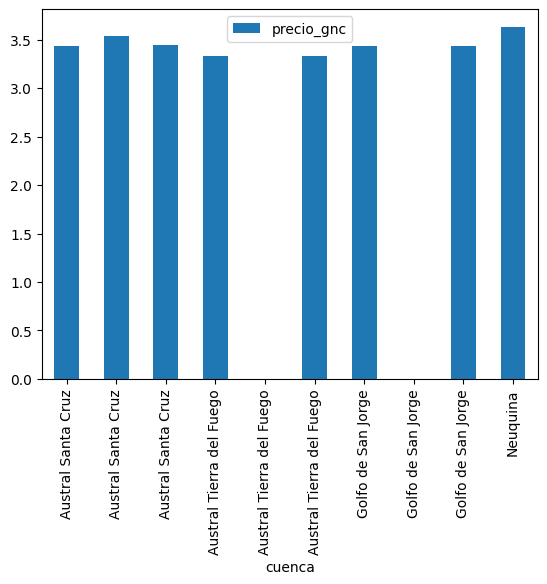 precio_gnc
3.5
3.0
2.5
2.0
1.5
1.0
0.5
0.0
Austral Santa Cruz
Austral Santa Cruz
Austral Santa Cruz
Austral Tierra del Fuego
Austral Tierra del Fuego
Austral Tierra del Fuego
Golfo de San Jorge
Golfo de San Jorge
Golfo de San Jorge
Neuquina
cuenca